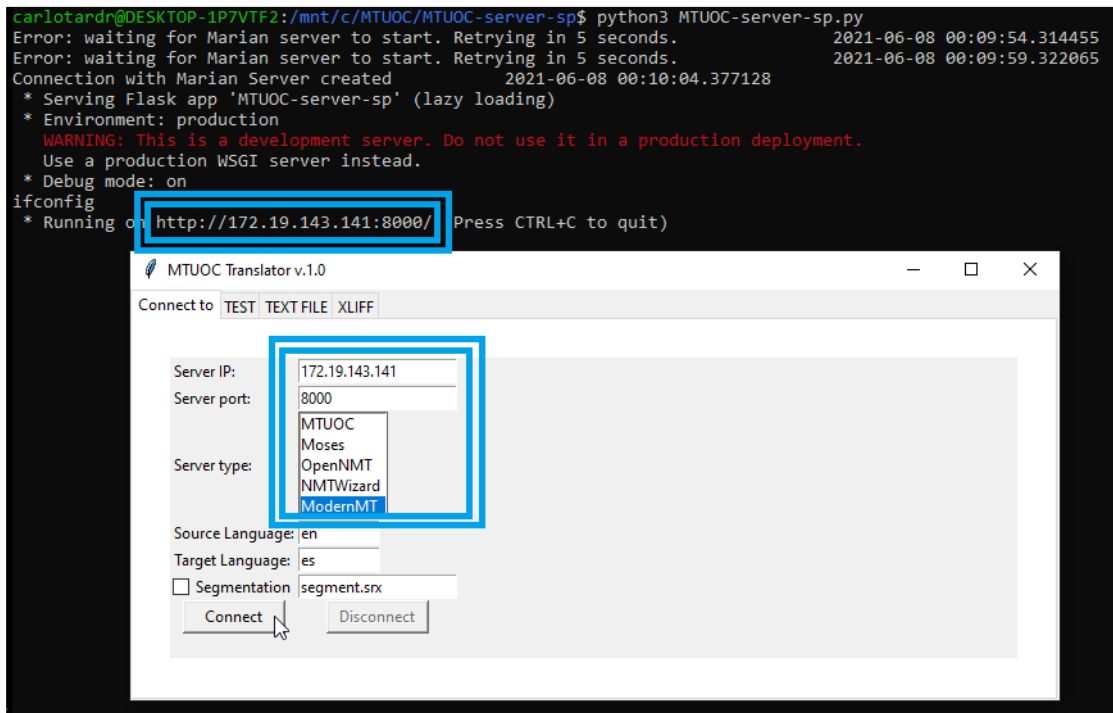 carlotardr@DESKTOP-1P7VTF2:/mnt/c/MTUOC/MTUOC-server-sp$ python3 MTUOC-server-sp.py
Error: waiting for Marian server to start. Retrying in 5 seconds. 2021-06-08 00:09:54.314455
Error: waiting for Marian server to start. Retrying in 5 seconds. 2021-06-08 00:09:59.322065
Connection with Marian Server created 2021-06-08 00:10:04.377128
* Serving Flask app 'MTUOC-server-sp' (lazy loading)
* Environment: production
WARNING: This is a development server. Do not use it in a production deployment.
Use a production WSGI server instead.
* Debug mode: on
ifconfig
* Running on http://172.19.143.141:8000/ Press CTRL+C to quit)
MTUOC Translator v.1.0
Connect to TEST TEXT FILE XLIFF
Server IP: 172.19.143.141
Server port: 8000
MTUOC
Moses
Server type: OpenNMT
NMTWizard
ModernMT
Source Language: en
Target Language: es
Segmentation segment.srx
Connect Disconnect